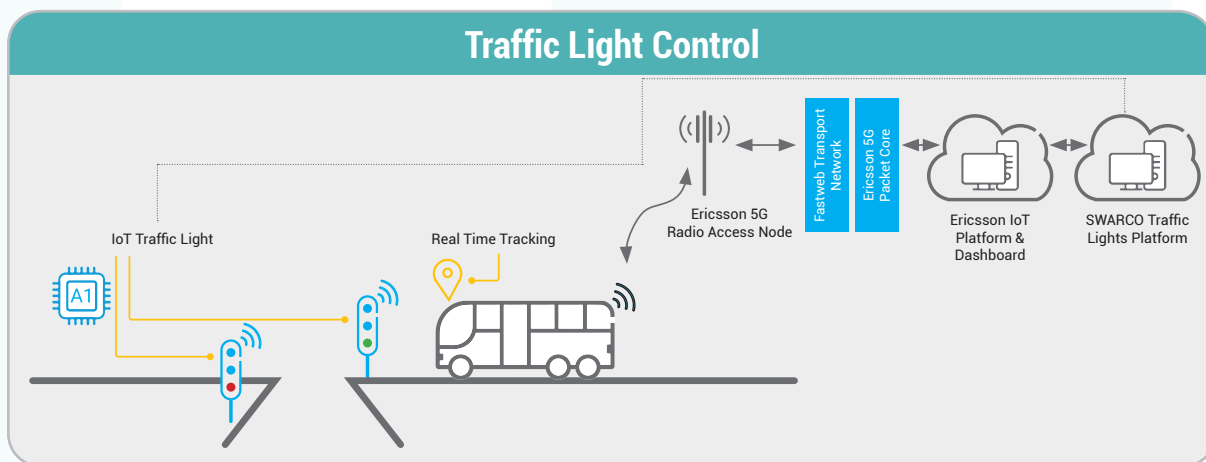 Traffic Light Control
Fastweb Transport
Network
Ericsson 5G
Packet Core
Ericsson 5G
Radio Access Node
Ericsson IoT
Platform &
Dashboard
SWARCO Traffic
Lights Platform
IoT Traffic Light
Real Time Tracking
A1